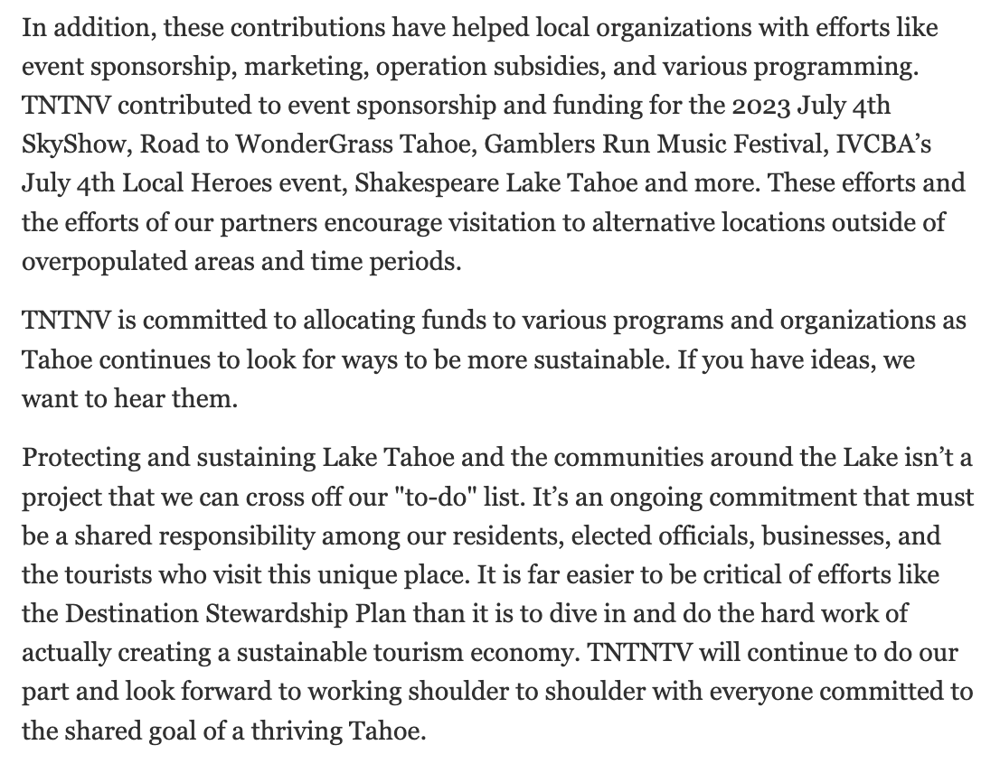 In addition, these contributions have helped local organizations with efforts like
event sponsorship, marketing, operation subsidies, and various programming.
TNTNV contributed to event sponsorship and funding for the 2023 July 4th
SkyShow, Road to WonderGrass Tahoe, Gamblers Run Music Festival, IVCBA’s
July 4th Local Heroes event, Shakespeare Lake Tahoe and more. These efforts and
the efforts of our partners encourage visitation to alternative locations outside of
overpopulated areas and time periods.
TNTNV is committed to allocating funds to various programs and organizations as
Tahoe continues to look for ways to be more sustainable. If you have ideas, we
want to hear them.
Protecting and sustaining Lake Tahoe and the communities around the Lake isn’t a
project that we can cross off our "to-do" list. It’s an ongoing commitment that must
be a shared responsibility among our residents, elected officials, businesses, and
the tourists who visit this unique place. It is far easier to be critical of efforts like
the Destination Stewardship Plan than it is to dive in and do the hard work of
actually creating a sustainable tourism economy. TNTNTV will continue to do our
part and look forward to working shoulder to shoulder with everyone committed to
the shared goal of a thriving Tahoe.